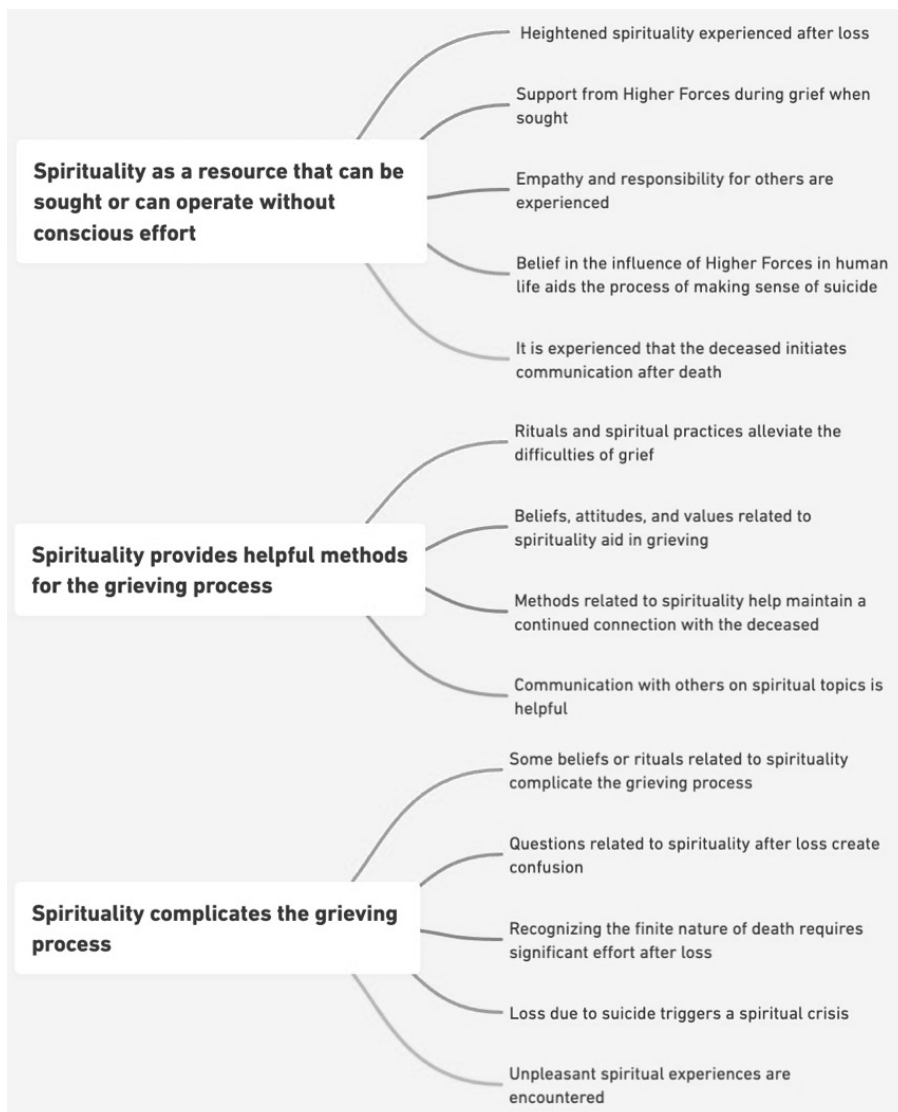 Heightened spirituality experienced after loss
Support from Higher Forces during grief when
sought
Spirituality as a resource that can be
sought or can operate without
conscious effort
Empathy and responsibility for others are
experienced
Belief in the influence of Higher Forces in human
life aids the process of making sense of suicide
It is experienced that the deceased initiates
communication after death
Rituals and spiritual practices alleviate the
difficulties of grief
Beliefs, attitudes, and values related to
spirituality aid in grieving
Spirituality provides helpful methods
for the grieving process
Methods related to spirituality help maintain a
continued connection with the deceased
Communication with others on spiritual topics is
helpful
Some beliefs or rituals related to spirituality
complicate the grieving process
Questions related to spirituality after loss create
confusion
Spirituality complicates the grieving
process
Recognizing the finite nature of death requires
significant effort after loss
Loss due to suicide triggers a spiritual crisis
Unpleasant spiritual experiences are
encountered